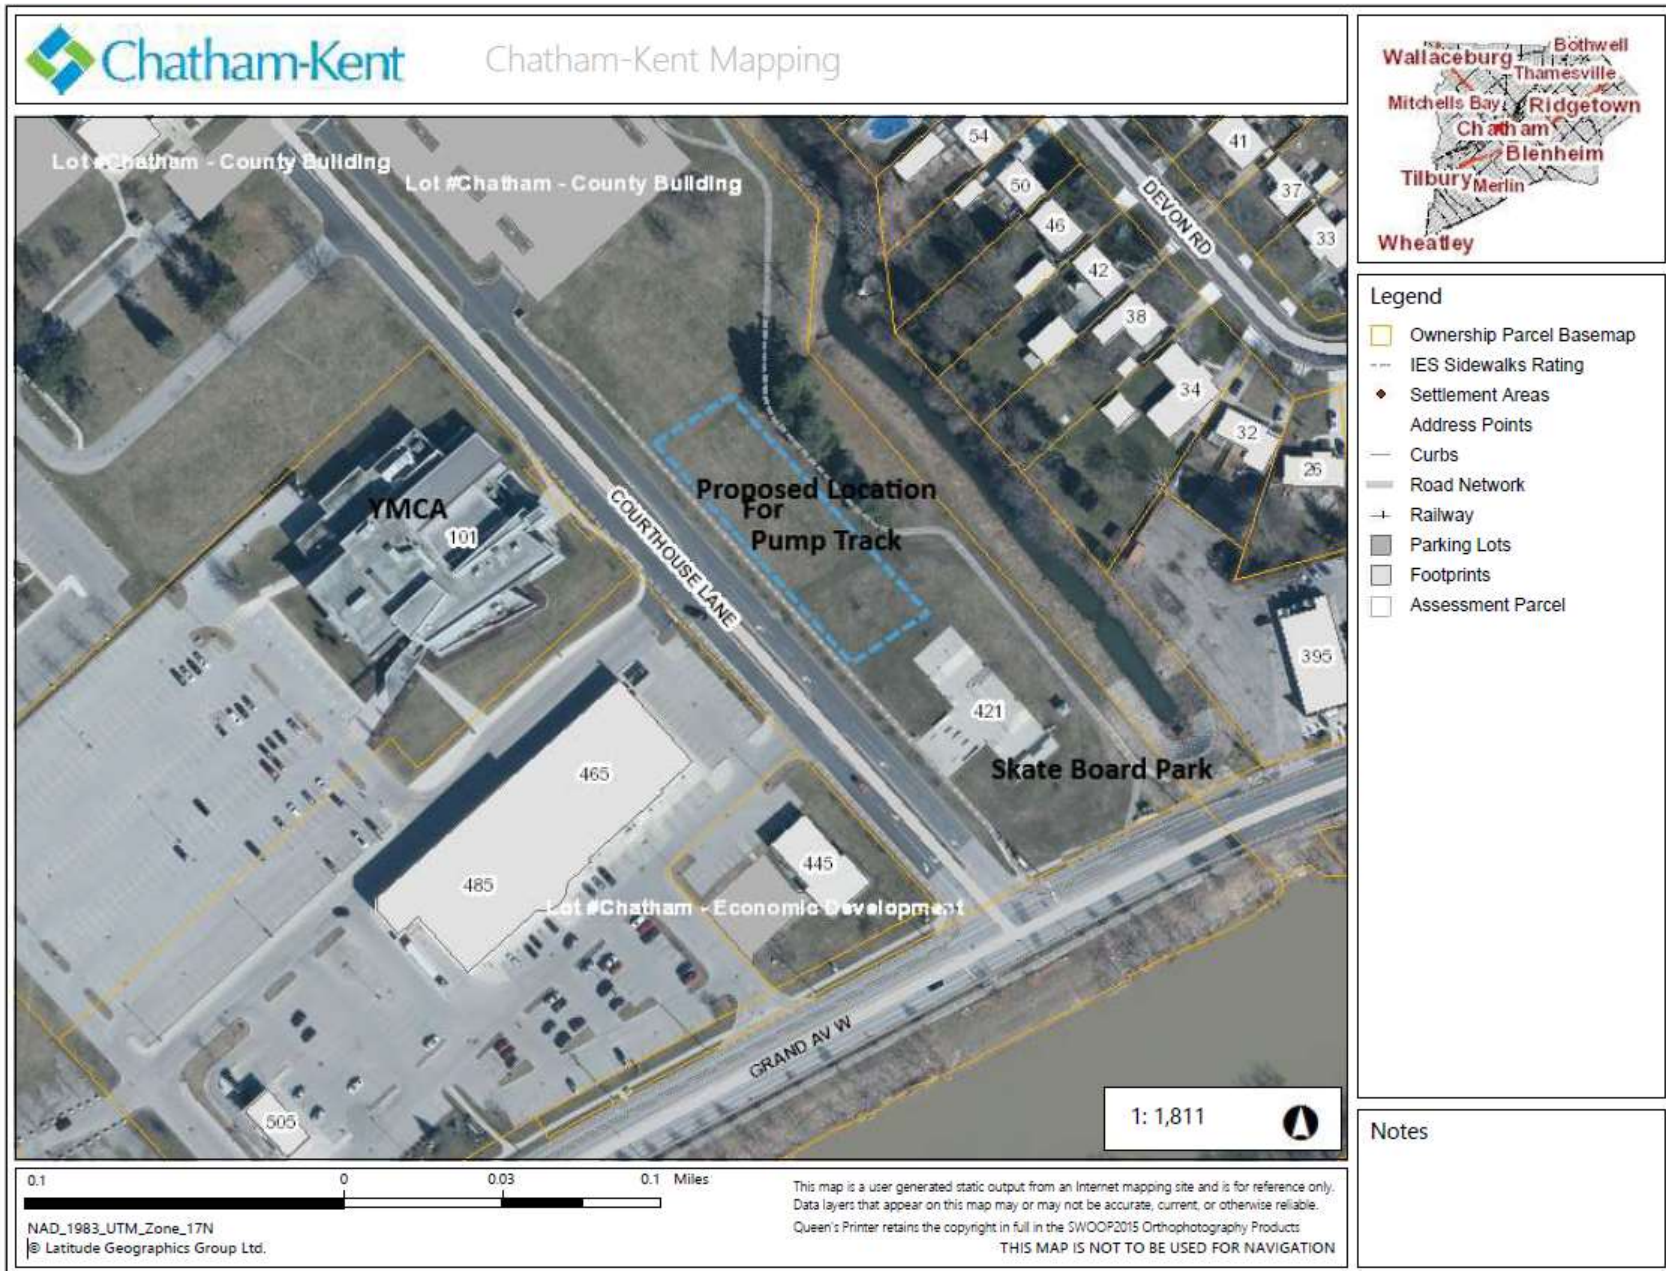 Chatham-Kent
Chatham-Kent Mapping
Wallaceburg
Bothwell
Thamesville
Mitchells Bay
Ridgetown
Chatham
Blenheim
Tilbury
Merlin
Wheatley
Lot #Chatham - County Building
Lot #Chatham - County Building
54
50
46
42
38
34
32
26
41
37
33
DEVON RD
YMCA
101
COURTHOUSE LANE
Proposed Location
For
Pump Track
395
421
Skate Board Park
465
485
445
Lot #Chatham - Economic Development
GRAND AV W
505
1: 1,811
Legend
Ownership Parcel Basemap
IES Sidewalks Rating
Settlement Areas
Address Points
Curbs
Road Network
Railway
Parking Lots
Footprints
Assessment Parcel
Notes
0.1 0 0.03 0.1 Miles
NAD_1983_UTM_Zone_17N
© Latitude Geographics Group Ltd.
This map is a user generated static output from an Internet mapping site and is for reference only.
Data layers that appear on this map may or may not be accurate, current, or otherwise reliable.
Queen's Printer retains the copyright in full in the SWOOP2015 Orthophotography Products
THIS MAP IS NOT TO BE USED FOR NAVIGATION